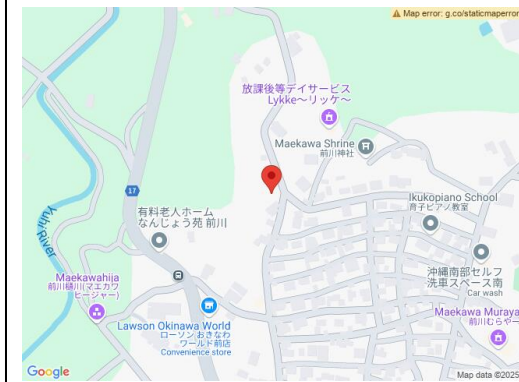 Map error: g.co/staticmaperror
放課後等デイサービス
Lykke～リッケ～
Maekawa Shrine
前川神社
17
Ikukopiano School
育子ピアノ教室
有料老人ホーム
なんじょう苑 前川
Yuhi River
沖縄南部セルフ
洗車スペース南
Car wash
Maekawahija
前川樋川(マエカワ
ヒージャー)
Maekawa Muraya
前川むらやー
Lawson Okinawa World
ローソン おきなわ
ワールド前店
Convenience store
Google
Map data ©2025